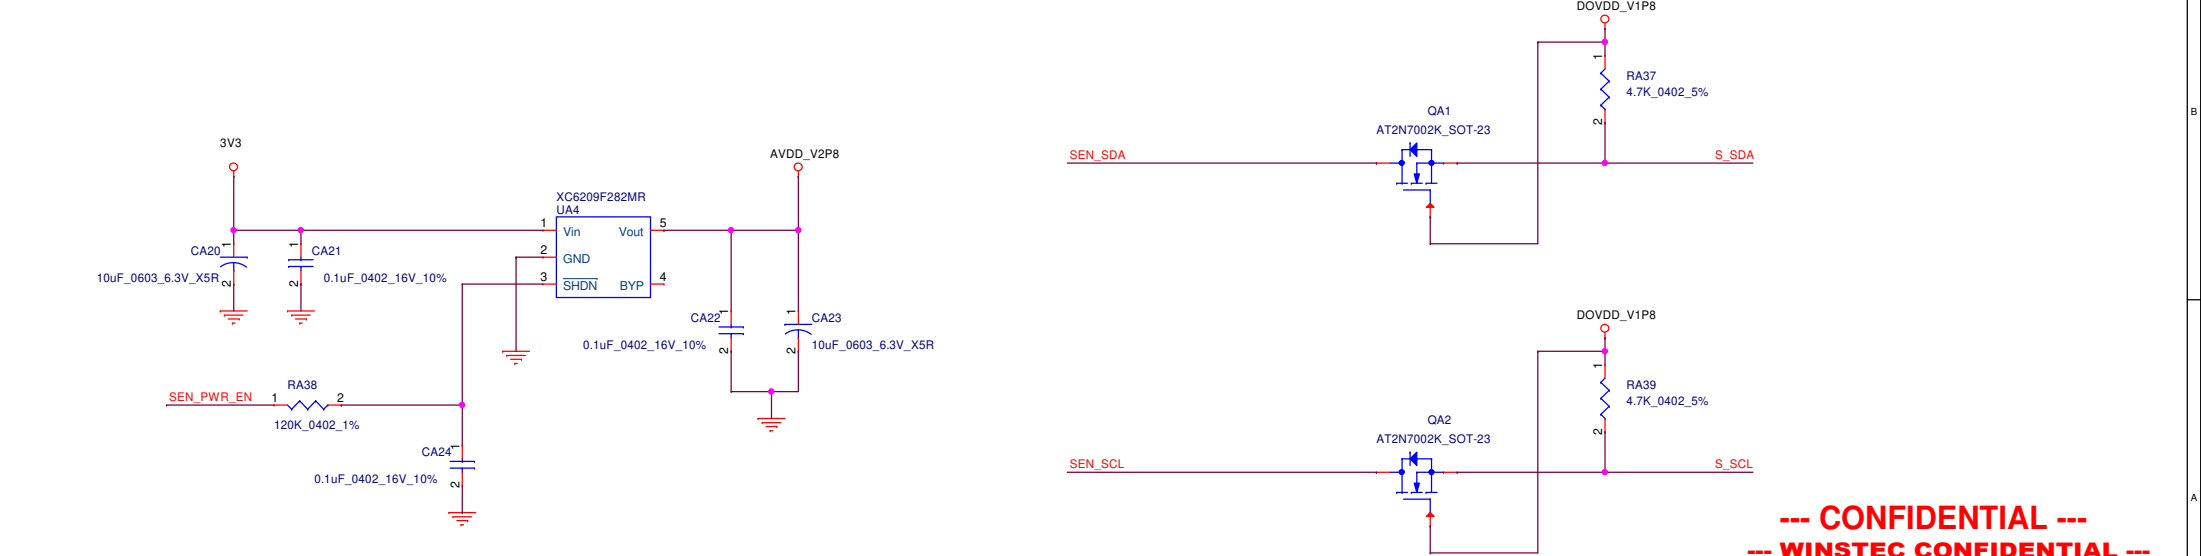 3V3
AVDD_V2P8
XC6209F282MR
UA4
1
Vin
Vout
5
2
GND
3
SHDN
BYP
4
1
CA20
10uF_0603_6.3V_X5R
2
1
CA21
0.1uF_0402_16V_10%
2
1
CA22
0.1uF_0402_16V_10%
2
1
CA23
10uF_0603_6.3V_X5R
2
SEN_PWR_EN
1
RA38
2
120K_0402_1%
1
CA24
0.1uF_0402_16V_10%
2
DOVDD_V1P8
1
RA37
4.7K_0402_5%
2
QA1
AT2N7002K_SOT-23
SEN_SDA
S_SDA
DOVDD_V1P8
1
RA39
4.7K_0402_5%
2
QA2
AT2N7002K_SOT-23
SEN_SCL
S_SCL
B
A
--- CONFIDENTIAL ---
--- WINSTEC CONFIDENTIAL ---